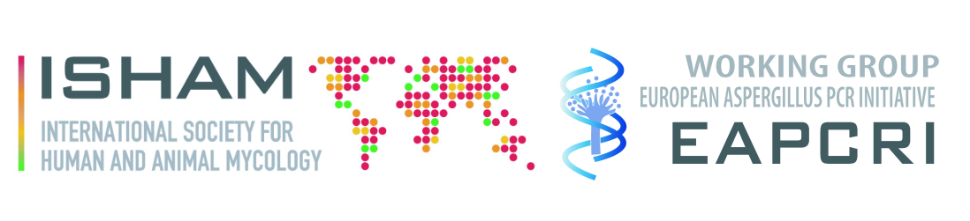 ISHAM
INTERNATIONAL SOCIETY FOR
HUMAN AND ANIMAL MYCOLOGY
WORKING GROUP
EUROPEAN ASPERGILLUS PCR INITIATIVE
EAPCRI